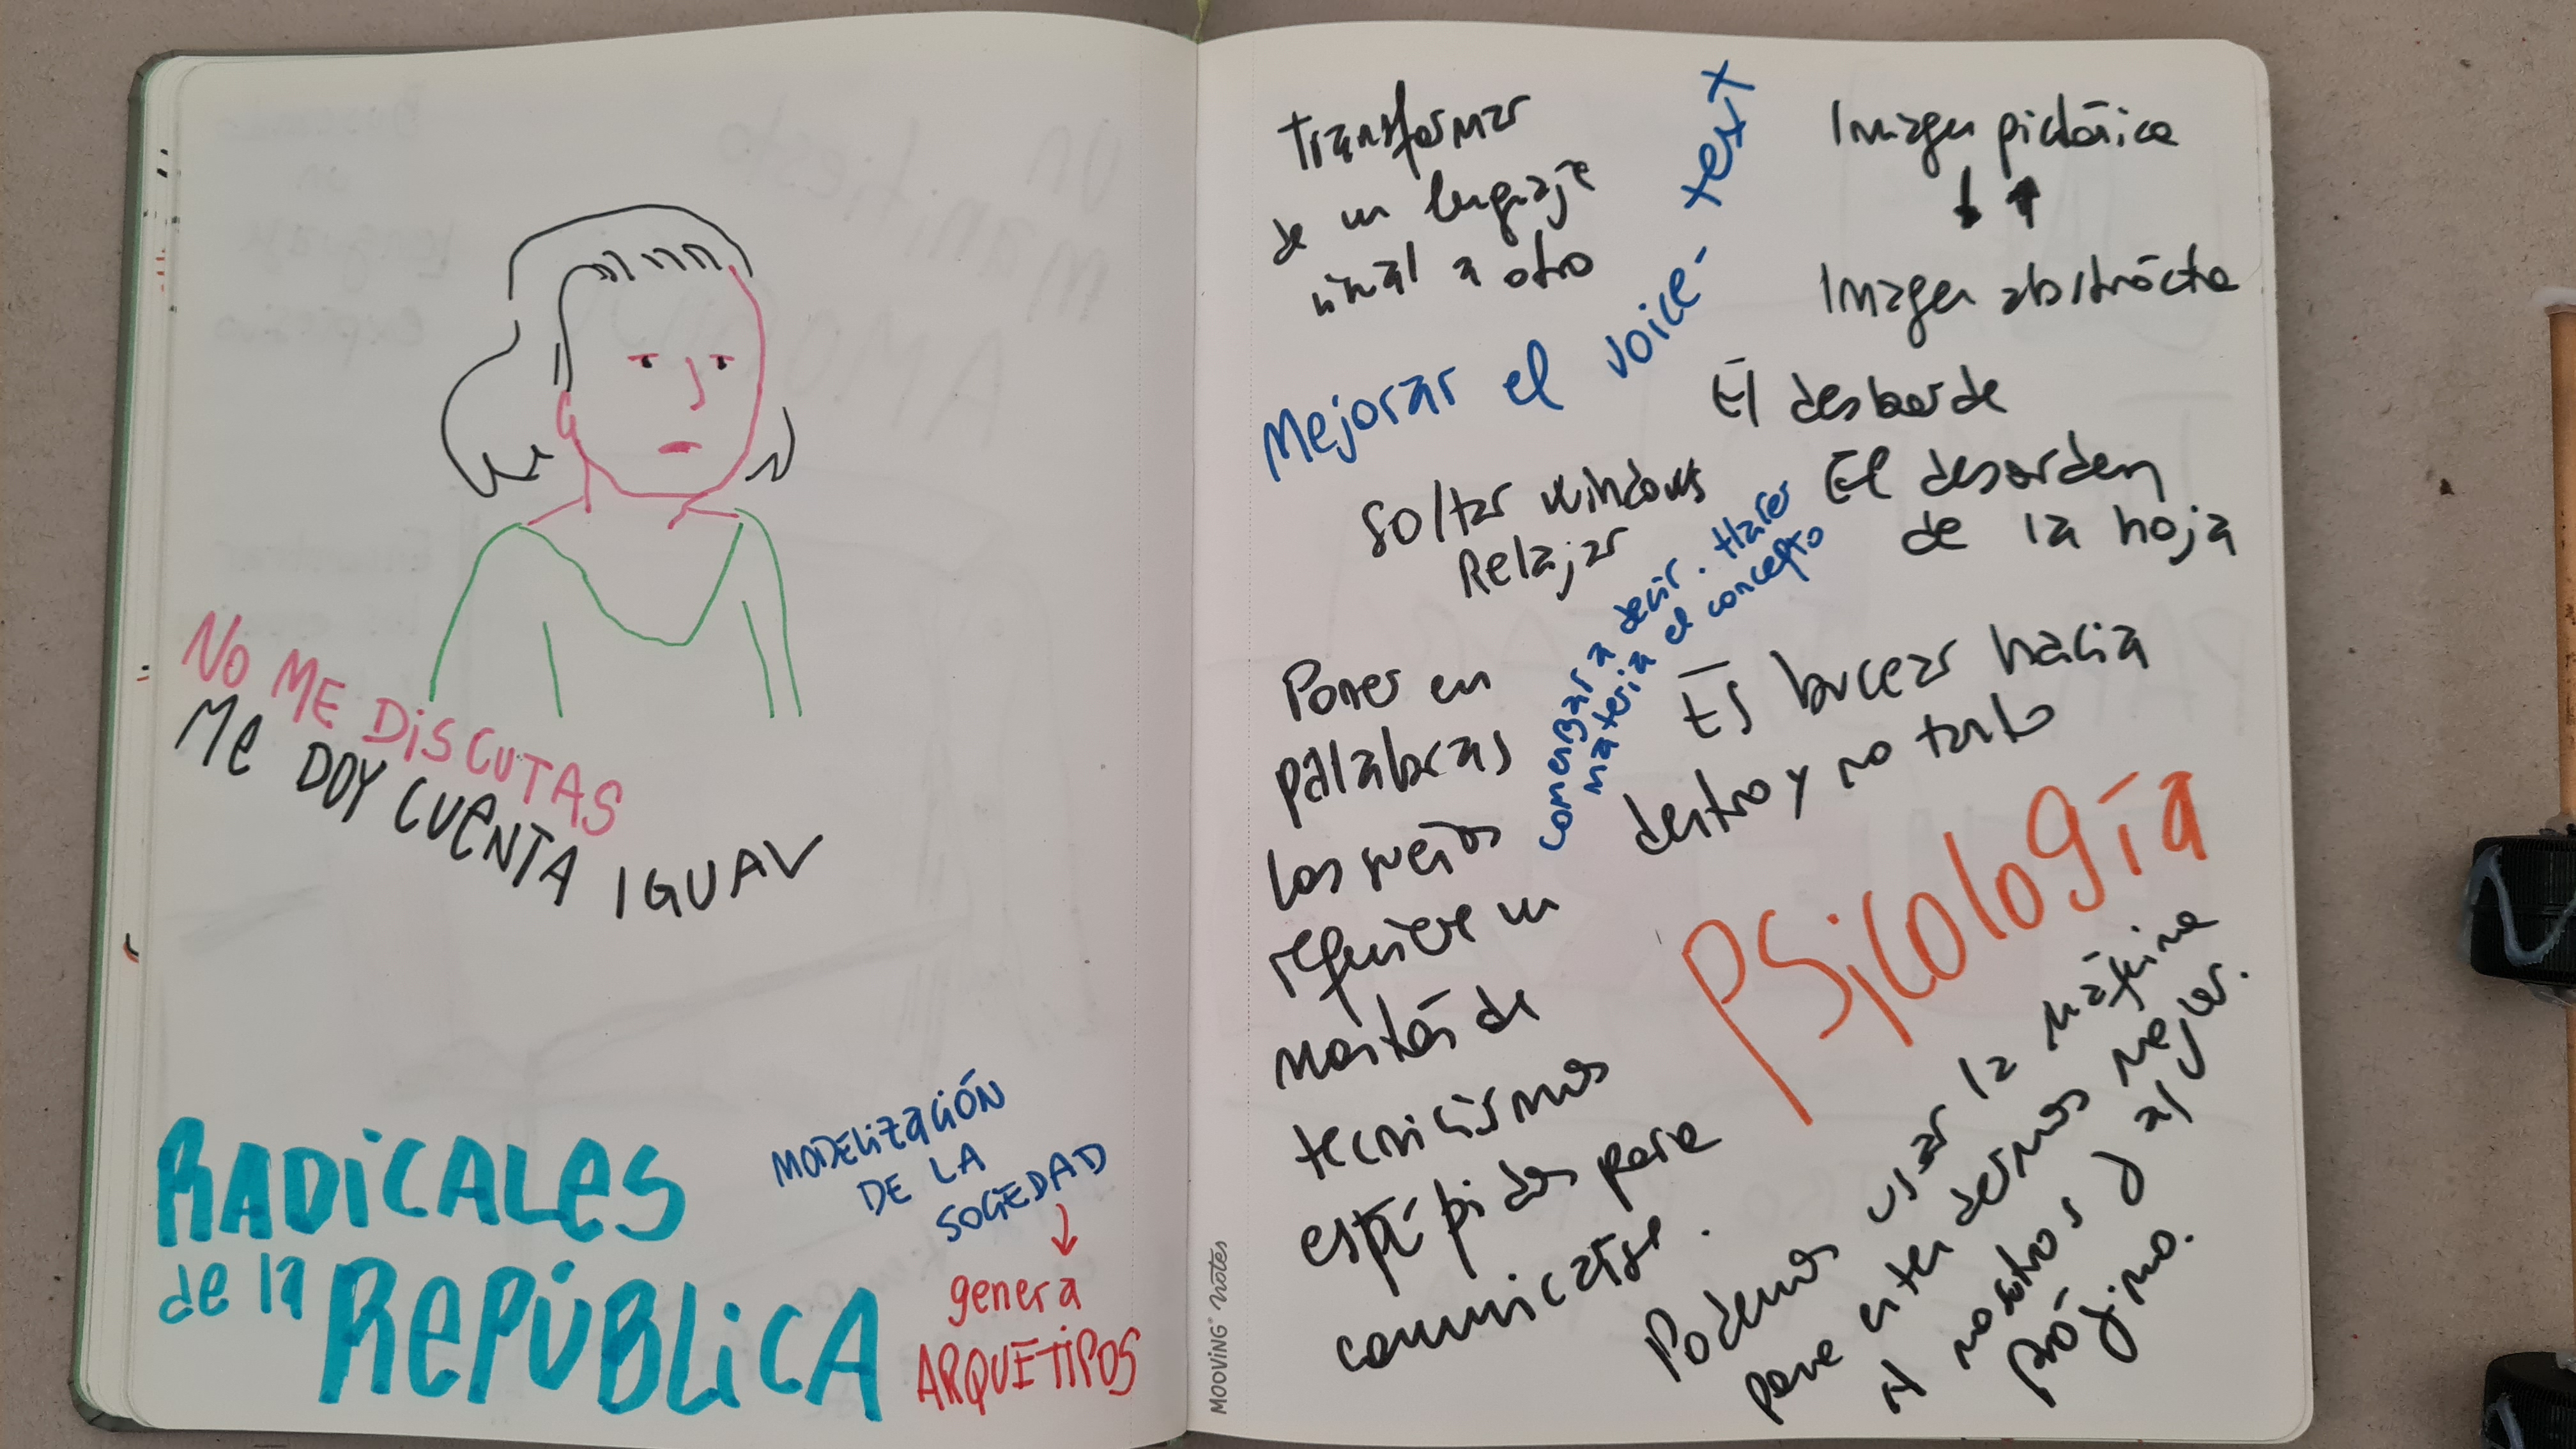 NO ME DISCUTAS
ME DOY CUENTA IGUAL
RADICALES
de la
REPÚBLICA
MODELIZACIÓN
DE LA
SOCIEDAD
genera
ARQUETIPOS
Transformar
de un lenguaje
visual a otro
Mejorar el voice-text
Imagen pictórica
Imagen abstracta
El desborde
El desorden
de la hoja
Soltar windows
Relajar
comenzar a decir. Hacer
materia el concepto
Es bucear hacia
dentro y no tanto
Poner en
palabras
los sueños
requiere un
montón de
tecnicismos
estúpidos para
comunicarse.
Psicología
Podemos usar la máquina
para entendernos mejor
a nosotros y al
prójimo.
MOOVING notes